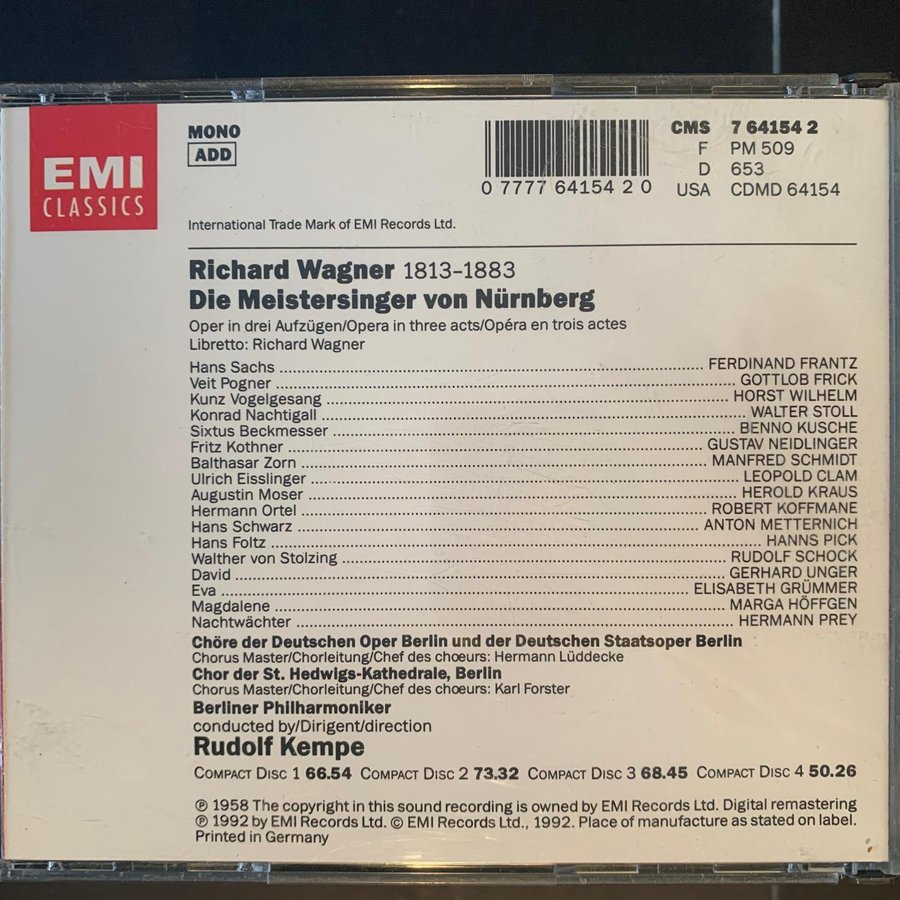 EMI
CLASSICS
MONO
ADD
0 7777 64154 2 0
CMS 7 64154 2
F PM 509
D 653
USA CDMD 64154
International Trade Mark of EMI Records Ltd.
Richard Wagner 1813–1883
Die Meistersinger von Nürnberg
Oper in drei Aufzügen/Opera in three acts/Opéra en trois actes
Libretto: Richard Wagner
Hans Sachs ... FERDINAND FRANTZ
Veit Pogner ... GOTTLOB FRICK
Kunz Vogelgesang ... HORST WILHELM
Konrad Nachtigall ... WALTER STOLL
Sixtus Beckmesser ... BENNO KUSCHE
Fritz Kothner ... GUSTAV NEIDLINGER
Balthasar Zorn ... MANFRED SCHMIDT
Ulrich Eisslinger ... LEOPOLD CLAM
Augustin Moser ... HEROLD KRAUS
Hermann Ortel ... ROBERT KOFFMANE
Hans Schwarz ... ANTON METTERNICH
Hans Foltz ... HANNS PICK
Walther von Stolzing ... RUDOLF SCHOCK
David ... GERHARD UNGER
Eva ... ELISABETH GRÜMMER
Magdalene ... MARGA HÖFFGEN
Nachtwächter ... HERMANN PREY
Chöre der Deutschen Oper Berlin und der Deutschen Staatsoper Berlin
Chorus Master/Chorleitung/Chef des chœurs: Hermann Lüddecke
Chor der St. Hedwigs-Kathedrale, Berlin
Chorus Master/Chorleitung/Chef des chœurs: Karl Forster
Berliner Philharmoniker
conducted by/Dirigent/direction
Rudolf Kempe
COMPACT DISC 1 66.54 COMPACT DISC 2 73.32 COMPACT DISC 3 68.45 COMPACT DISC 4 50.26
℗ 1958 The copyright in this sound recording is owned by EMI Records Ltd. Digital remastering
℗ 1992 by EMI Records Ltd. © EMI Records Ltd., 1992. Place of manufacture as stated on label.
Printed in Germany